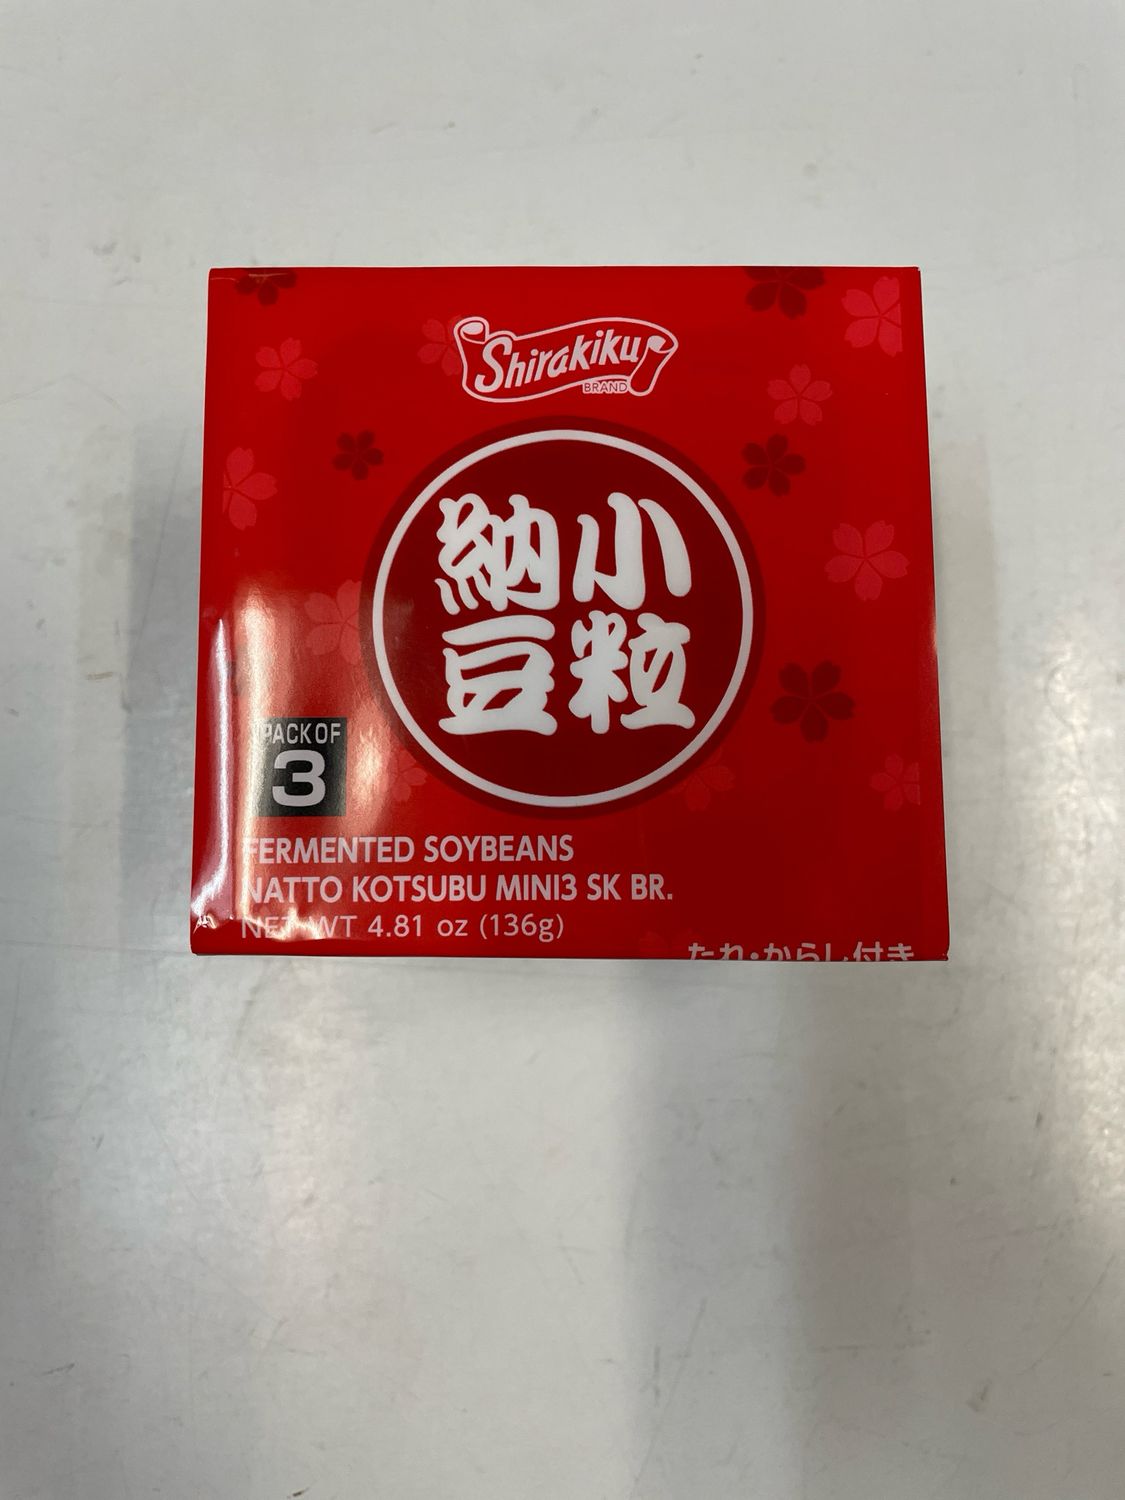 Shirakiku
BRAND
小粒
納豆
PACK OF
3
FERMENTED SOYBEANS
NATTO KOTSUBU MINI3 SK BR.
NET WT 4.81 oz (136g)
たれ・からし付き